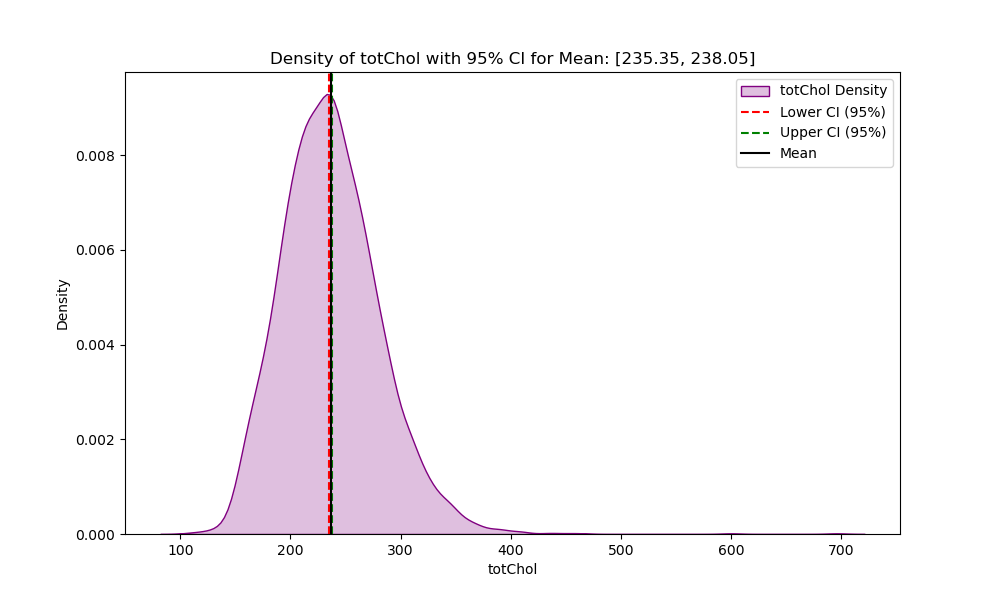 Density of totChol with 95% CI for Mean: [235.35, 238.05]
totChol Density
Lower CI (95%)
Upper CI (95%)
Mean
Density
0.008
0.006
0.004
0.002
0.000
100 200 300 400 500 600 700
totChol